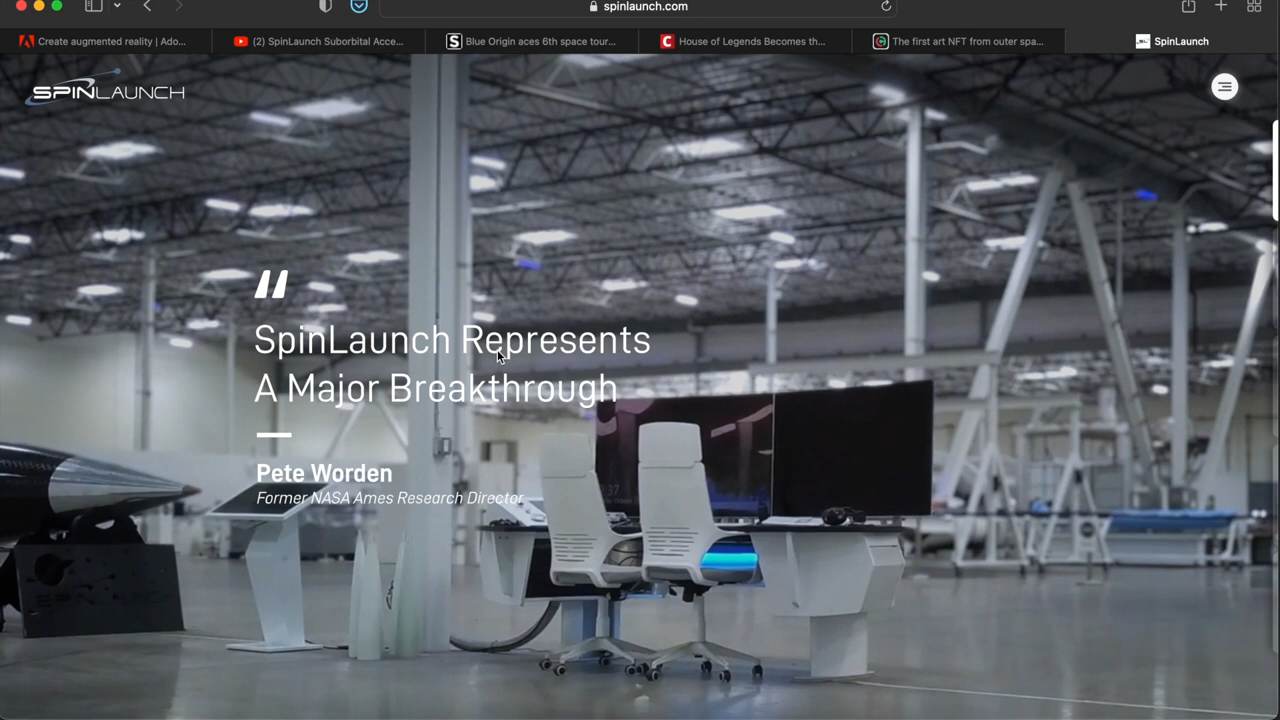 spinlaunch.com
Create augmented reality | Ado...
(2) SpinLaunch Suborbital Acce...
S Blue Origin aces 6th space tour...
C House of Legends Becomes th...
The first art NFT from outer spa...
SpinLaunch
SPINLAUNCH
“
SpinLaunch Represents
A Major Breakthrough
Pete Worden
Former NASA Ames Research Director